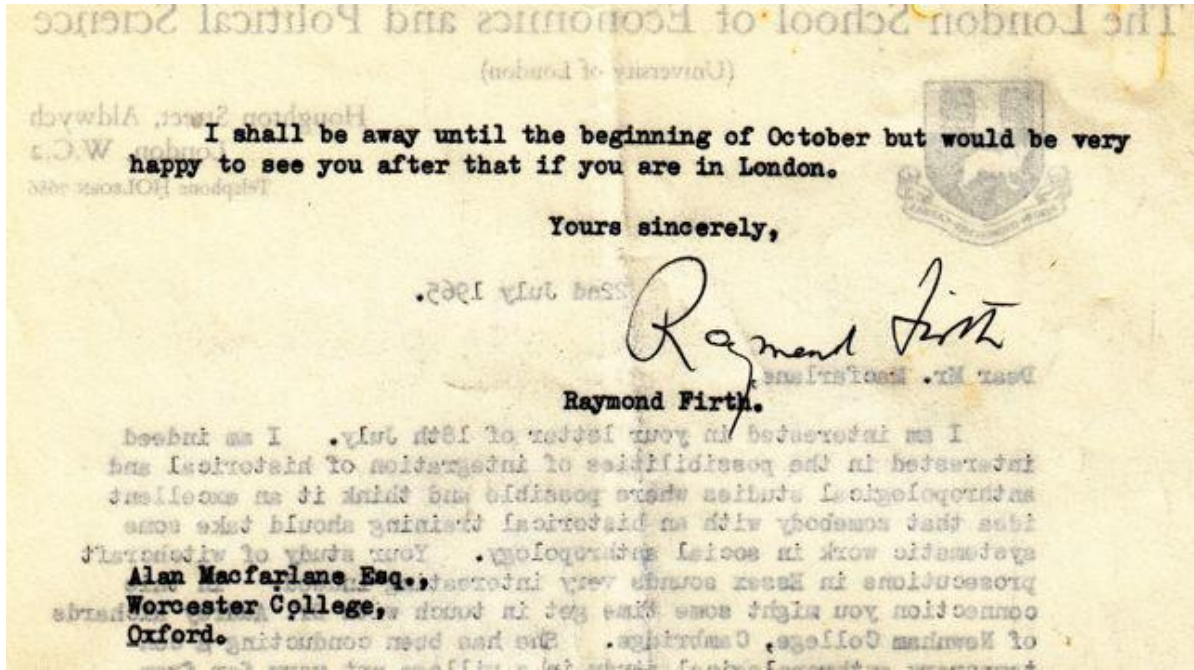 I shall be away until the beginning of October but would be very
happy to see you after that if you are in London.
Yours sincerely,
Raymond Firth
Raymond Firth.
Alan Macfarlane Esq.,
Worcester College,
Oxford.
The London School of Economics and Political Science
(University of London)
Houghton Street, Aldwych
London, W.C.2
Telephone HOLBORN
22nd July 1965.
Dear Mr. Macfarlane,
I am interested in your letter of 18th July. I am indeed
interested in the possibilities of integration of historical and
anthropological studies where possible and think it an excellent
idea that somebody with an historical training should take some
systematic work in social anthropology. Your study of witchcraft
prosecutions in Essex sounds very interesting
connection you might some time get in touch Richards
of Newnham College, Cambridge. She has been conducting